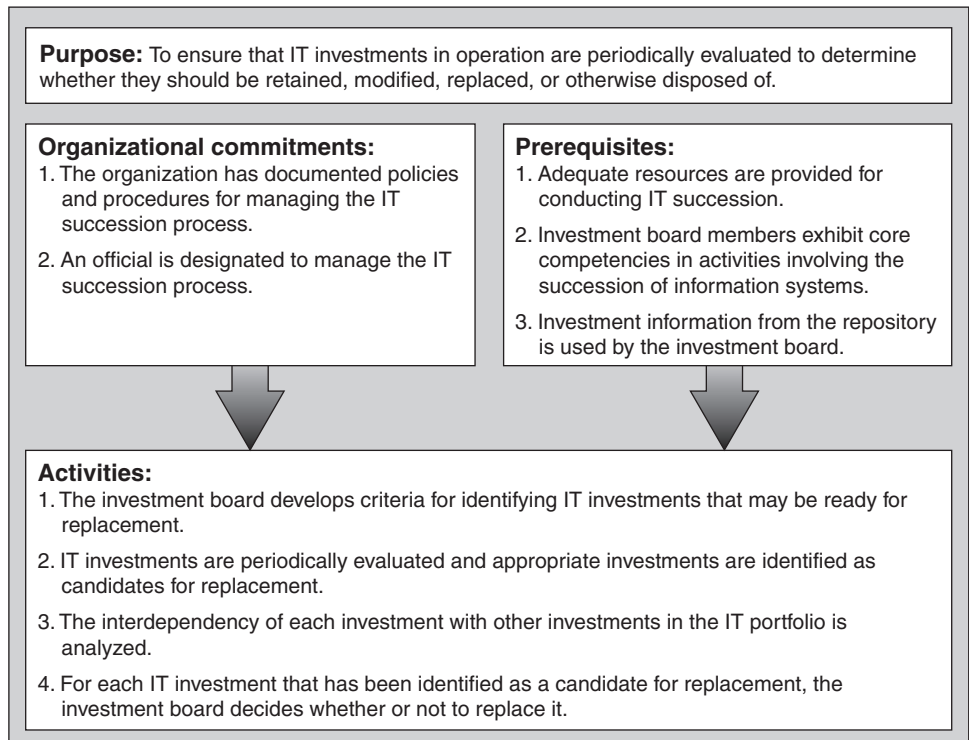 Purpose: To ensure that IT investments in operation are periodically evaluated to determine
whether they should be retained, modified, replaced, or otherwise disposed of.
Organizational commitments:
1. The organization has documented policies
and procedures for managing the IT
succession process.
2. An official is designated to manage the IT
succession process.
Prerequisites:
1. Adequate resources are provided for
conducting IT succession.
2. Investment board members exhibit core
competencies in activities involving the
succession of information systems.
3. Investment information from the repository
is used by the investment board.
Activities:
1. The investment board develops criteria for identifying IT investments that may be ready for
replacement.
2. IT investments are periodically evaluated and appropriate investments are identified as
candidates for replacement.
3. The interdependency of each investment with other investments in the IT portfolio is
analyzed.
4. For each IT investment that has been identified as a candidate for replacement, the
investment board decides whether or not to replace it.